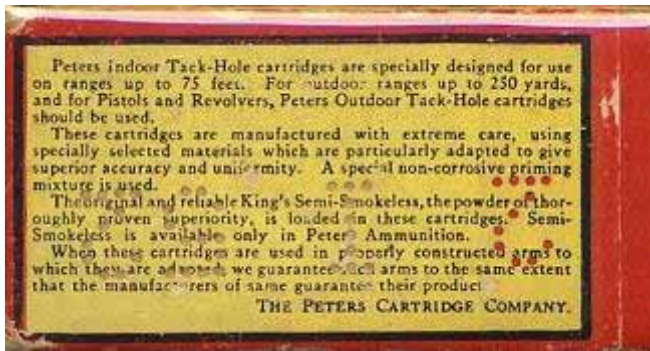 Peters Indoor Tack-Hole cartridges are specially designed for use
on ranges up to 75 feet. For outdoor ranges up to 250 yards,
and for Pistols and Revolvers, Peters Outdoor Tack-Hole cartridges
should be used.
These cartridges are manufactured with extreme care, using
specially selected materials which are particularly adapted to give
superior accuracy and uniformity. A special non-corrosive priming
mixture is used.
The original and reliable King's Semi-Smokeless, the powder of thor-
oughly proven superiority, is loaded in these cartridges. Semi-
Smokeless is available only in Peters Ammunition.
When these cartridges are used in properly constructed arms to
which they are adapted, we guarantee such arms to the same extent
that the manufacturers of same guarantee their product.
THE PETERS CARTRIDGE COMPANY.